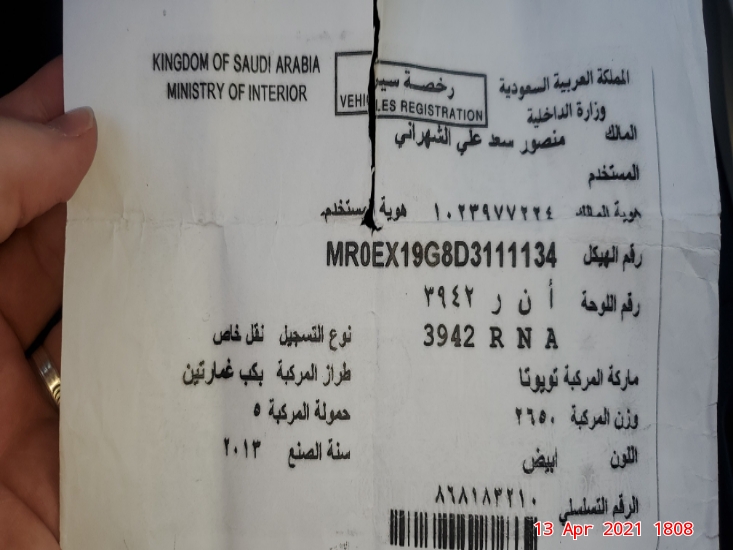 KINGDOM OF SAUDI ARABIA
MINISTRY OF INTERIOR
رخصة سير
VEHICLES REGISTRATION
المملكة العربية السعودية
وزارة الداخلية
المالك منصور سعد علي الشهراني
المستخدم
هوية المالك ١٠٢٣٩٧٧٢٢٤ هوية مستخدم
رقم الهيكل MR0EX19G8D3111134
رقم اللوحة أ ن ر ٣٩٤٢
3942 R N A
نوع التسجيل نقل خاص
ماركة المركبة تويوتا طراز المركبة بكب غمارتين
وزن المركبة ٢٦٥٠ حمولة المركبة ٥
اللون ابيض سنة الصنع ٢٠١٣
الرقم التسلسلي ٨٦٨١٨٣٢١٠
13 Apr 2021 1808